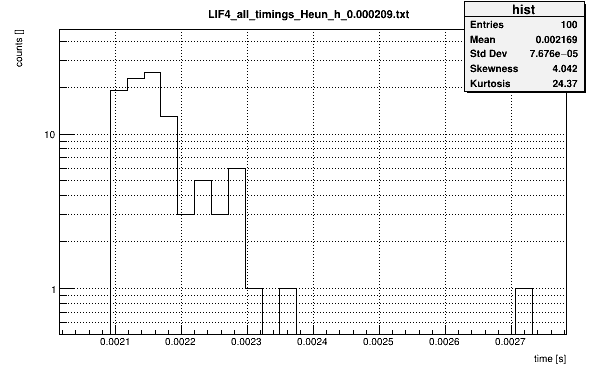 LIF4_all_timings_Heun_h_0.000209.txt
hist
Entries 100
Mean 0.002169
Std Dev 7.676e−05
Skewness 4.042
Kurtosis 24.37
counts []
10
1
0.0021 0.0022 0.0023 0.0024 0.0025 0.0026 0.0027
time [s]